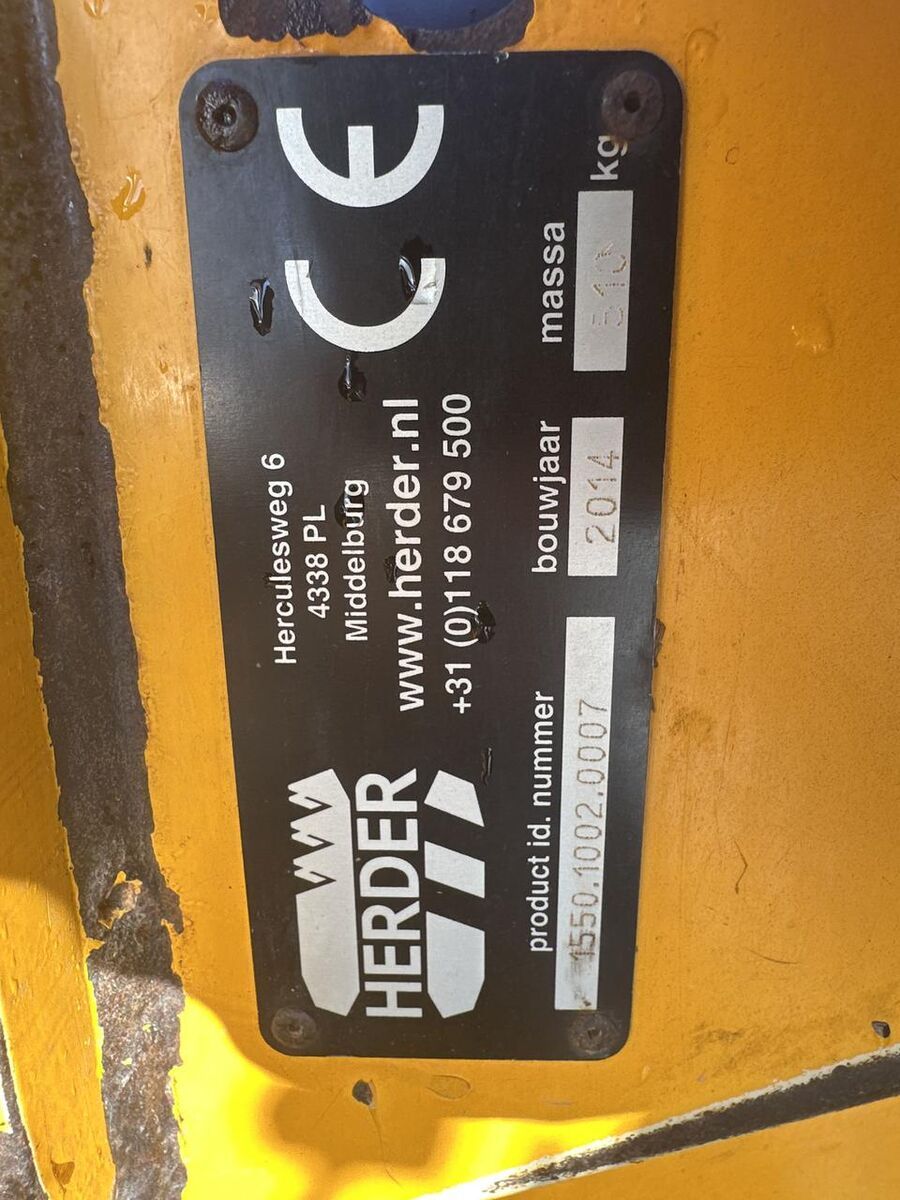 HERDER
Herculesweg 6
4338 PL
Middelburg
www.herder.nl
+31 (0)118 679 500
CE
product id. nummer
1550.1002.0007
bouwjaar
2014
massa
510 kg